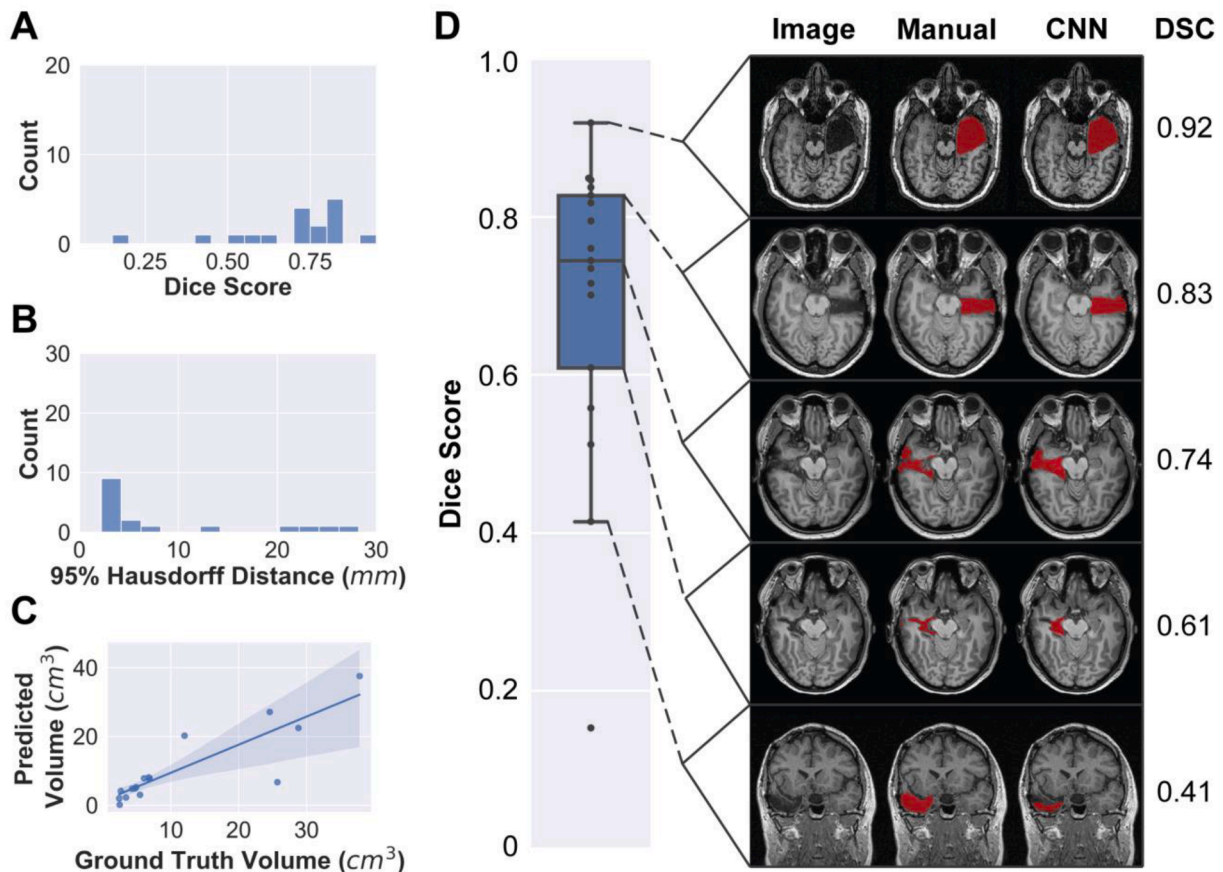 A
20
10
0
Count
0.25
0.75
Dice Score
B
30
20
10
0
Count
0
10
20
30
95% Hausdorff Distance (mm)
C
40
20
0
Predicted
Volume (cm³)
10
20
30
Ground Truth Volume (cm³)
D
Image
Manual
CNN
DSC
1.0
0.8
0.6
0.4
0.2
0
Dice Score
0.92
0.83
0.74
0.61
0.41